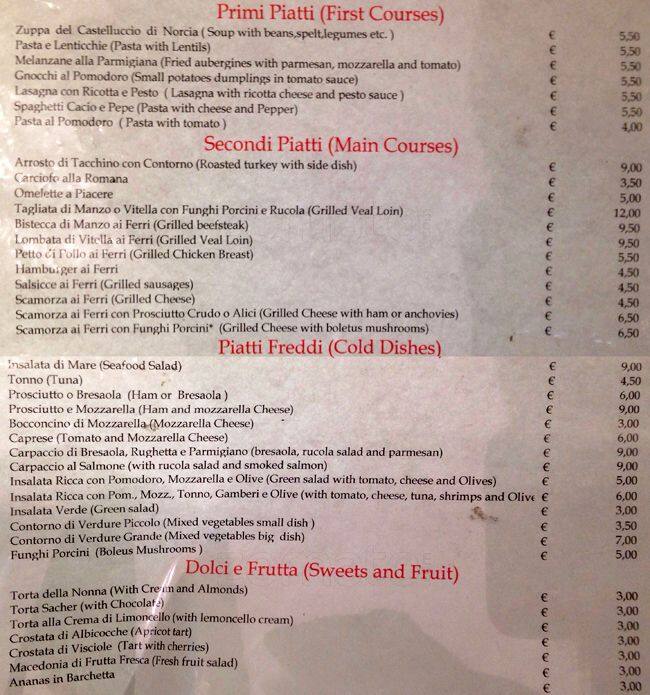 Primi Piatti (First Courses)
Zuppa del Castelluccio di Norcia ( Soup with beans,spelt,legumes etc. ) € 5,50
Pasta e Lenticchie (Pasta with Lentils) € 5,50
Melanzane alla Parmigiana (Fried aubergines with parmesan, mozzarella and tomato) € 5,50
Gnocchi al Pomodoro (Small potatoes dumplings in tomato sauce) € 5,50
Lasagna con Ricotta e Pesto ( Lasagna with ricotta cheese and pesto sauce ) € 5,50
Spaghetti Cacio e Pepe (Pasta with cheese and Pepper) € 5,50
Pasta al Pomodoro ( Pasta with tomato ) € 4,00
Secondi Piatti (Main Courses)
Arrosto di Tacchino con Contorno (Roasted turkey with side dish) € 9,00
Carciofo alla Romana € 3,50
Omelette a Piacere € 5,00
Tagliata di Manzo o Vitella con Funghi Porcini e Rucola (Grilled Veal Loin) € 12,00
Bistecca di Manzo ai Ferri (Grilled beefsteak) € 9,50
Lombata di Vitella ai Ferri (Grilled Veal Loin) € 9,50
Petto di Pollo ai Ferri (Grilled Chicken Breast) € 5,50
Hamburger ai Ferri € 4,50
Salsicce ai Ferri (Grilled sausages) € 4,50
Scamorza ai Ferri (Grilled Cheese) € 4,50
Scamorza ai Ferri con Prosciutto Crudo o Alici (Grilled Cheese with ham or anchovies) € 6,50
Scamorza ai Ferri con Funghi Porcini* (Grilled Cheese with boletus mushrooms) € 6,50
Piatti Freddi (Cold Dishes)
Insalata di Mare (Seafood Salad) € 9,00
Tonno (Tuna) € 4,50
Prosciutto o Bresaola ( Ham or Bresaola ) € 6,00
Prosciutto e Mozzarella (Ham and mozzarella Cheese) € 9,00
Bocconcino di Mozzarella (Mozzarella Cheese) € 3,00
Caprese (Tomato and Mozzarella Cheese) € 6,00
Carpaccio di Bresaola, Rughetta e Parmigiano (bresaola, rucola salad and parmesan) € 9,00
Carpaccio al Salmone (with rucola salad and smoked salmon) € 9,00
Insalata Ricca con Pomodoro, Mozzarella e Olive (Green salad with tomato, cheese and Olives) € 5,00
Insalata Ricca con Pom., Mozz., Tonno, Gamberi e Olive (with tomato, cheese, tuna, shrimps and Olive € 6,00
Insalata Verde (Green salad) € 3,00
Contorno di Verdure Piccolo (Mixed vegetables small dish ) € 3,50
Contorno di Verdure Grande (Mixed vegetables big dish) € 7,00
Funghi Porcini (Boleus Mushrooms ) € 5,00
Dolci e Frutta (Sweets and Fruit)
Torta della Nonna (With Cream and Almonds) € 3,00
Torta Sacher (with Chocolate) € 3,00
Torta alla Crema di Limoncello (with lemoncello cream) € 3,00
Crostata di Albicocche (Apricot tart) € 3,00
Crostata di Visciole (Tart with cherries) € 3,00
Macedonia di Frutta Fresca (Fresh fruit salad) € 3,00
Ananas in Barchetta € 3,00